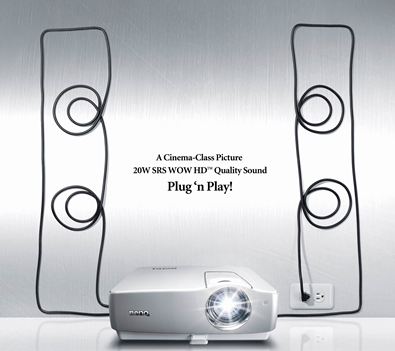 A Cinema-Class Picture
20W SRS WOW HD™ Quality Sound
Plug ‘n Play!
BenQ